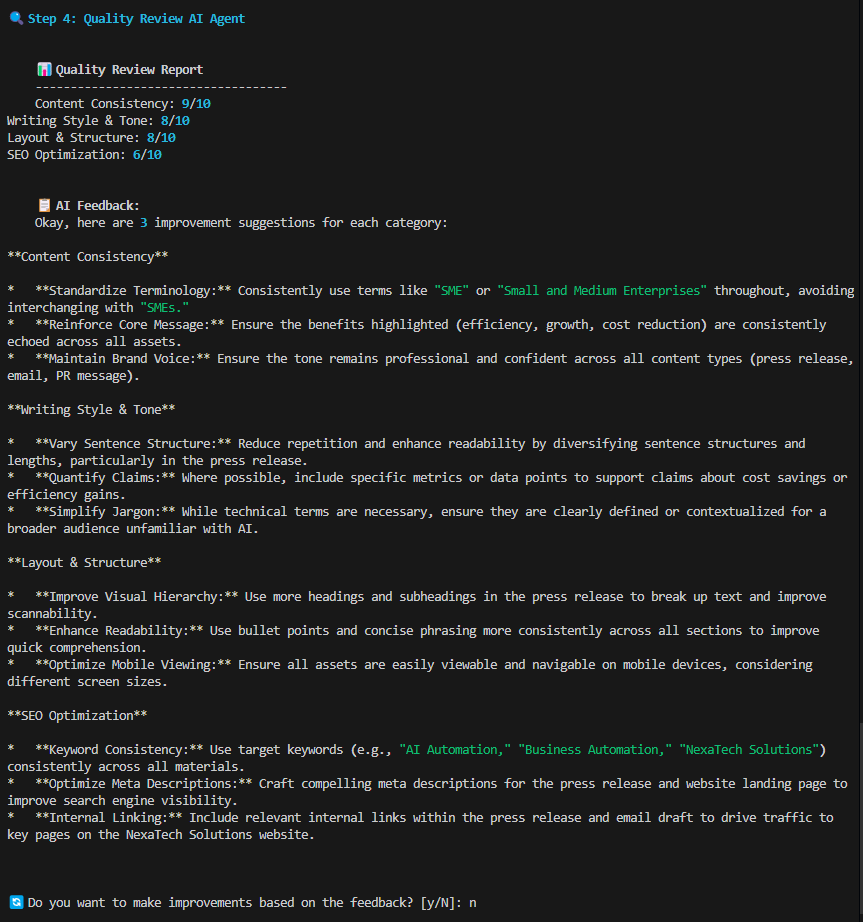 🔍 Step 4: Quality Review AI Agent
📊 Quality Review Report
------------------------------------
Content Consistency: 9/10
Writing Style & Tone: 8/10
Layout & Structure: 8/10
SEO Optimization: 6/10
📋 AI Feedback:
Okay, here are 3 improvement suggestions for each category:
**Content Consistency**
*   **Standardize Terminology:** Consistently use terms like "SME" or "Small and Medium Enterprises" throughout, avoiding
interchanging with "SMEs."
*   **Reinforce Core Message:** Ensure the benefits highlighted (efficiency, growth, cost reduction) are consistently
echoed across all assets.
*   **Maintain Brand Voice:** Ensure the tone remains professional and confident across all content types (press release,
email, PR message).
**Writing Style & Tone**
*   **Vary Sentence Structure:** Reduce repetition and enhance readability by diversifying sentence structures and
lengths, particularly in the press release.
*   **Quantify Claims:** Where possible, include specific metrics or data points to support claims about cost savings or
efficiency gains.
*   **Simplify Jargon:** While technical terms are necessary, ensure they are clearly defined or contextualized for a
broader audience unfamiliar with AI.
**Layout & Structure**
*   **Improve Visual Hierarchy:** Use more headings and subheadings in the press release to break up text and improve
scannability.
*   **Enhance Readability:** Use bullet points and concise phrasing more consistently across all sections to improve
quick comprehension.
*   **Optimize Mobile Viewing:** Ensure all assets are easily viewable and navigable on mobile devices, considering
different screen sizes.
**SEO Optimization**
*   **Keyword Consistency:** Use target keywords (e.g., "AI Automation," "Business Automation," "NexaTech Solutions")
consistently across all materials.
*   **Optimize Meta Descriptions:** Craft compelling meta descriptions for the press release and website landing page to
improve search engine visibility.
*   **Internal Linking:** Include relevant internal links within the press release and email draft to drive traffic to
key pages on the NexaTech Solutions website.
🔄 Do you want to make improvements based on the feedback? [y/N]: n